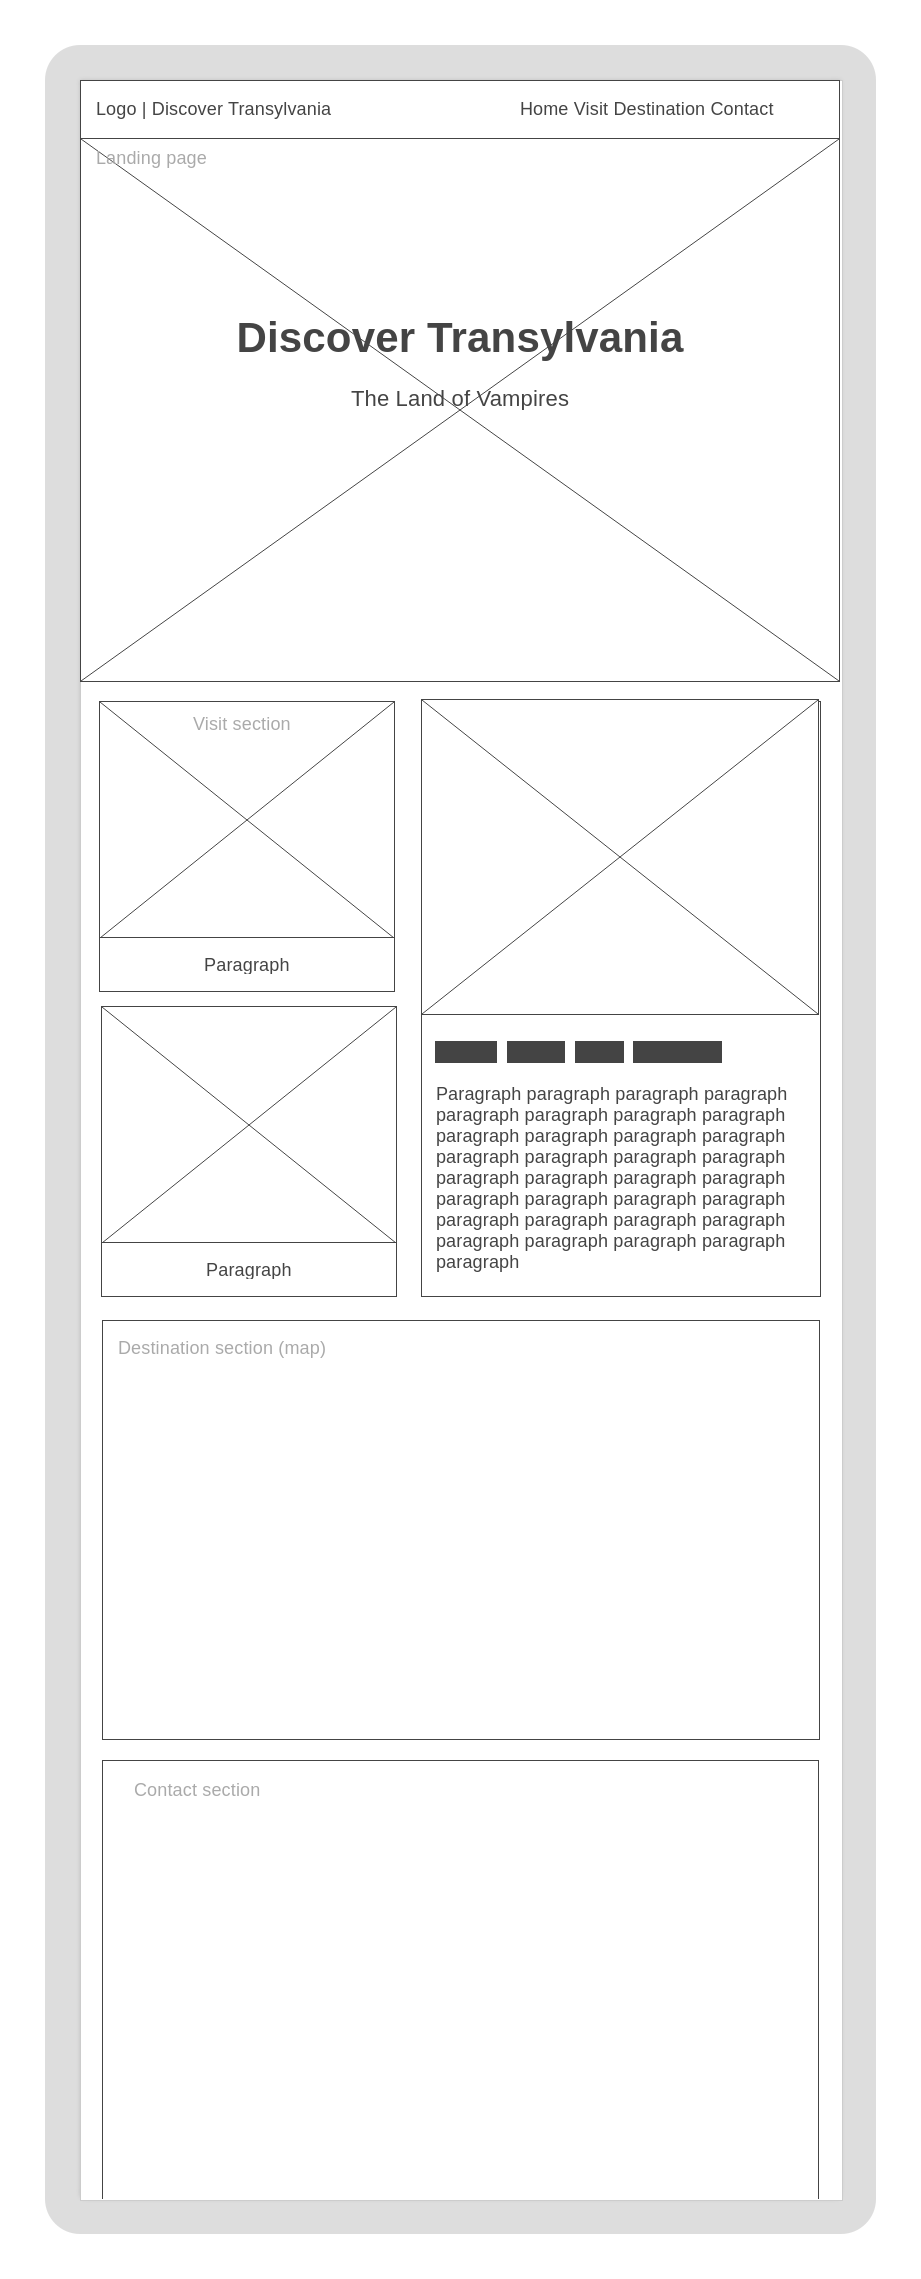 Logo | Discover Transylvania
Home Visit Destination Contact
Landing page
Discover Transylvania
The Land of Vampires
Visit section
Paragraph
Paragraph
Paragraph paragraph paragraph paragraph
paragraph paragraph paragraph paragraph
paragraph paragraph paragraph paragraph
paragraph paragraph paragraph paragraph
paragraph paragraph paragraph paragraph
paragraph paragraph paragraph paragraph
paragraph paragraph paragraph paragraph
paragraph paragraph paragraph paragraph
paragraph
Destination section (map)
Contact section